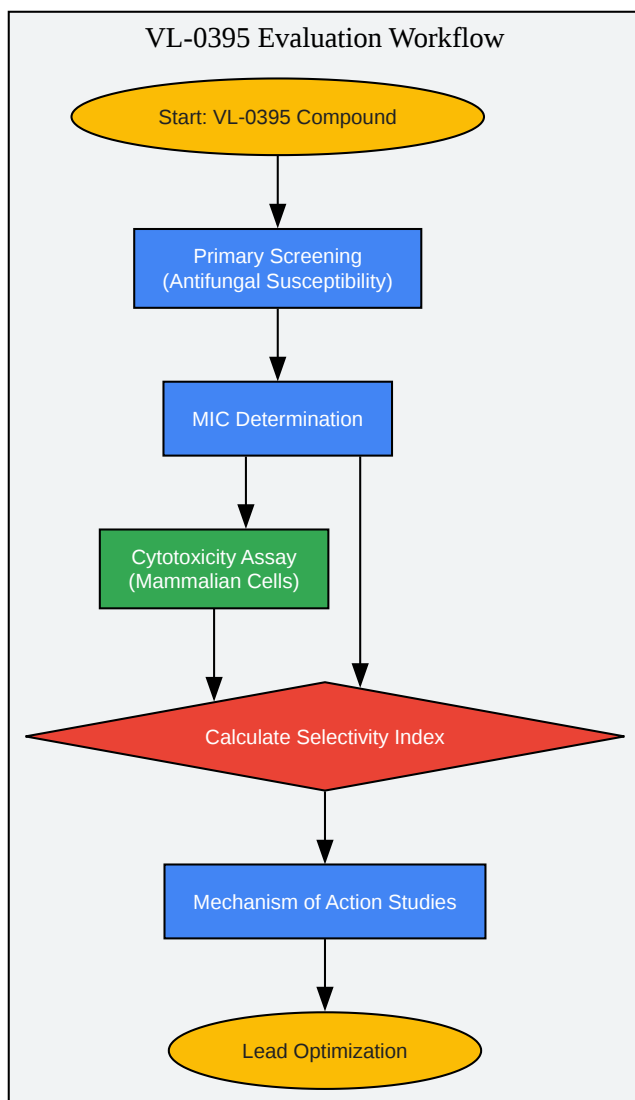 VL-0395 Evaluation Workflow
Start: VL-0395 Compound
Primary Screening
(Antifungal Susceptibility)
MIC Determination
Cytotoxicity Assay
(Mammalian Cells)
Calculate Selectivity Index
Mechanism of Action Studies
Lead Optimization